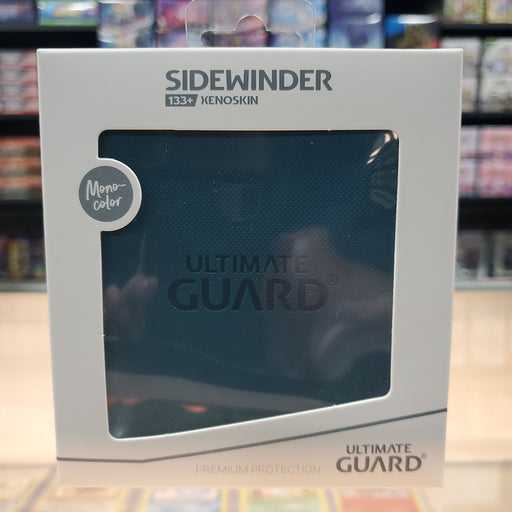 SIDEWINDER
133+ XENOSKIN
Mono-
color
ULTIMATE
GUARD®
PREMIUM PROTECTION
ULTIMATE
GUARD®